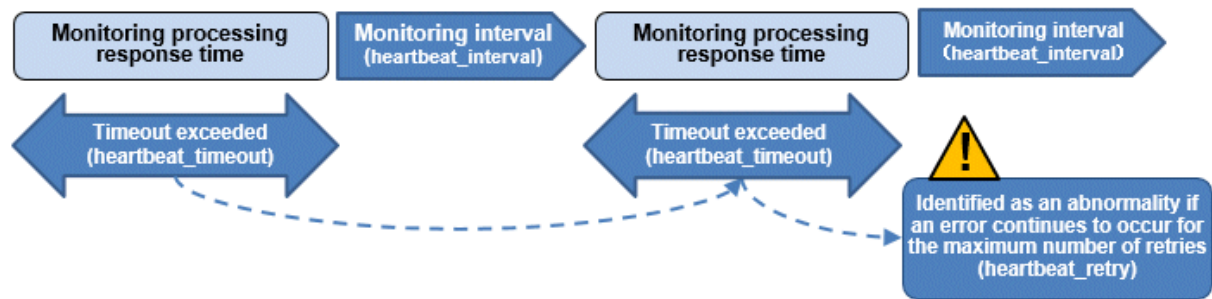 Monitoring processing
response time
Monitoring interval
(heartbeat_interval)
Monitoring processing
response time
Monitoring interval
(heartbeat_interval)
Timeout exceeded
(heartbeat_timeout)
Timeout exceeded
(heartbeat_timeout)
!
Identified as an abnormality if
an error continues to occur for
the maximum number of retries
(heartbeat_retry)